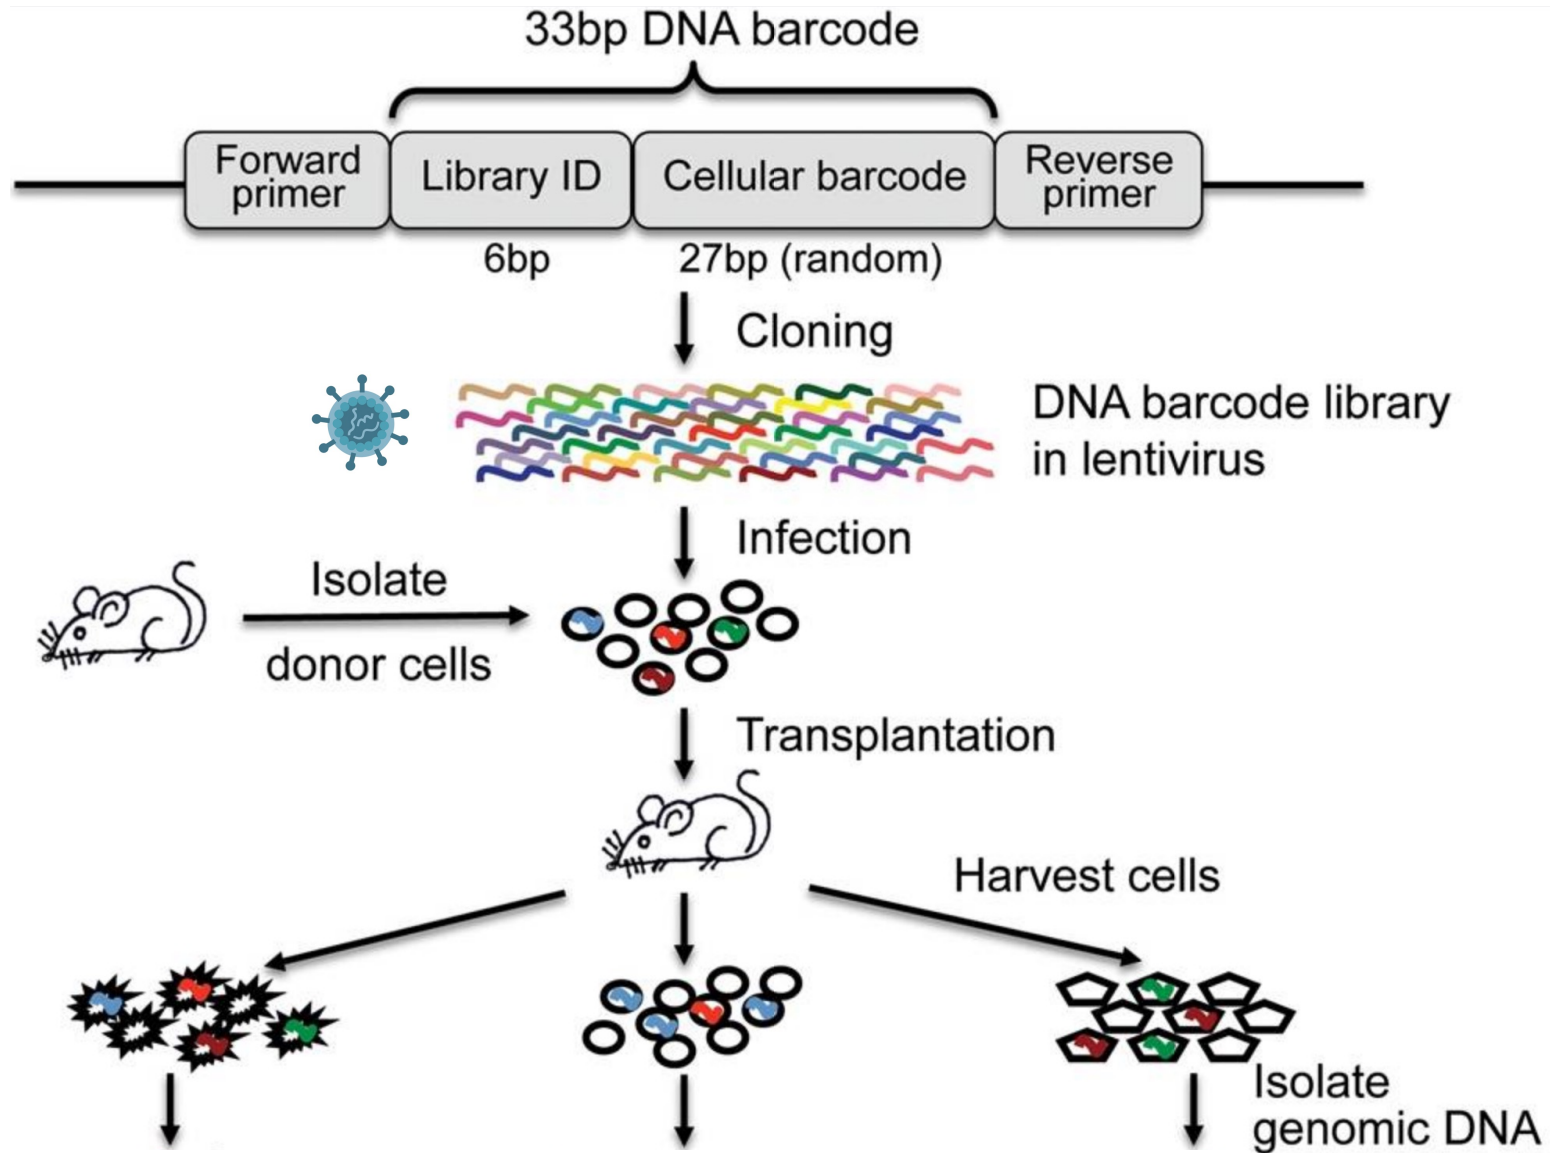 33bp DNA barcode
Forward
primer
Library ID
Cellular barcode
Reverse
primer
6bp
27bp (random)
Cloning
DNA barcode library
in lentivirus
Infection
Isolate
donor cells
Transplantation
Harvest cells
Isolate
genomic DNA